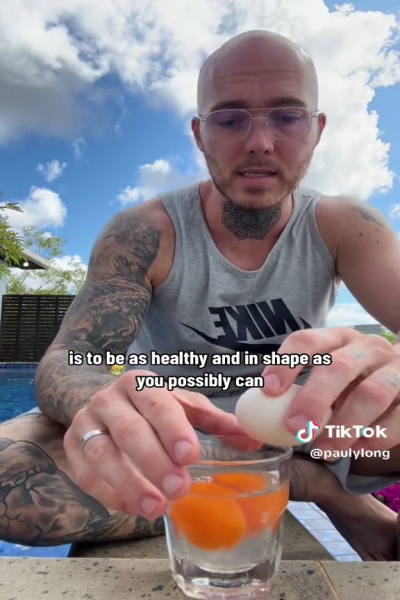 NIKE
is to be as healthy and in shape as
you possibly can
TikTok
@paulylong